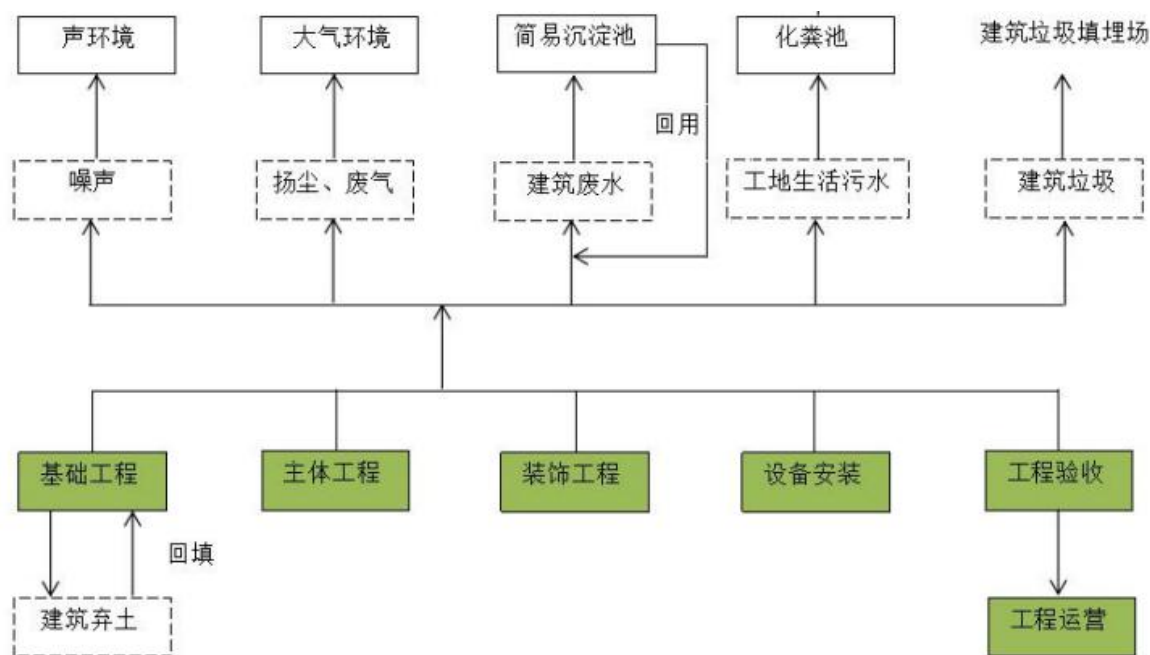 声环境
大气环境
简易沉淀池
化粪池
建筑垃圾填埋场
回用
噪声
扬尘、废气
建筑废水
工地生活污水
建筑垃圾
基础工程
主体工程
装饰工程
设备安装
工程验收
回填
建筑弃土
工程运营